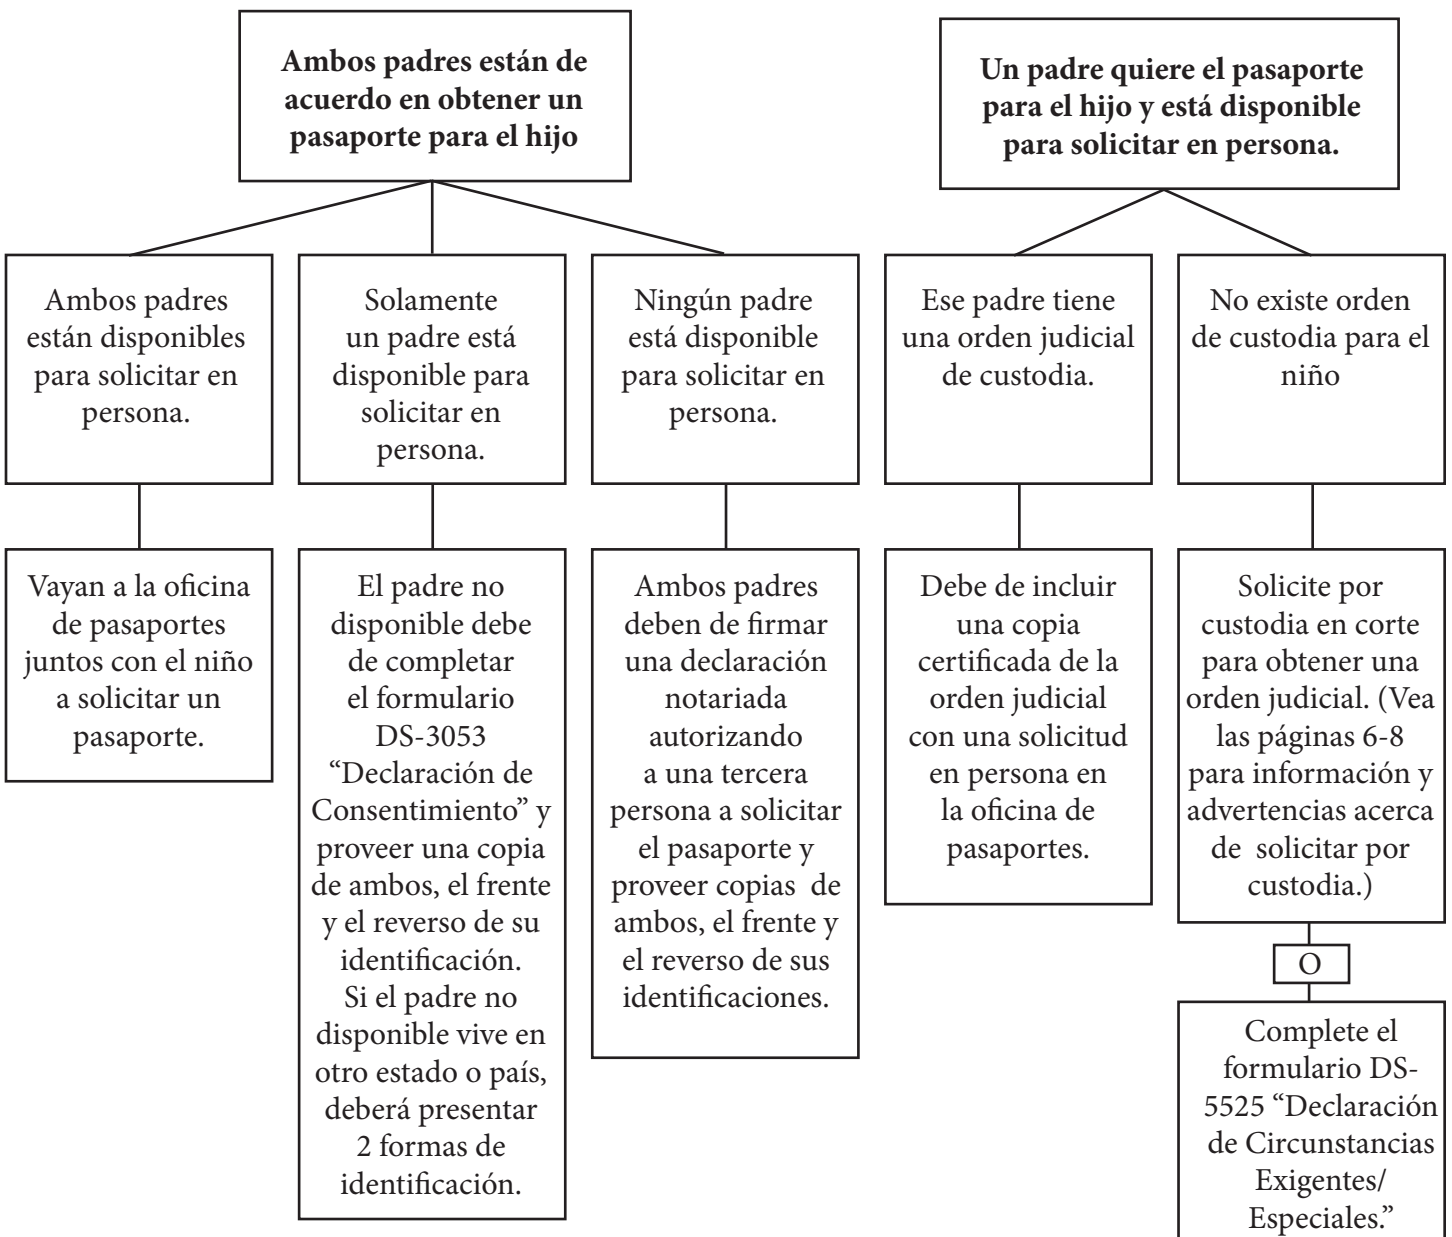 Ambos padres están de
acuerdo en obtener un
pasaporte para el hijo
Un padre quiere el pasaporte
para el hijo y está disponible
para solicitar en persona.
Ambos padres
están disponibles
para solicitar en
persona.
Solamente
un padre está
disponible para
solicitar en
persona.
Ningún padre
está disponible
para solicitar en
persona.
Ese padre tiene
una orden judicial
de custodia.
No existe orden
de custodia para el
niño
Vayan a la oficina
de pasaportes
juntos con el niño
a solicitar un
pasaporte.
El padre no
disponible debe
de completar
el formulario
DS-3053
“Declaración de
Consentimiento” y
proveer una copia
de ambos, el frente
y el reverso de su
identificación.
Si el padre no
disponible vive en
otro estado o país,
deberá presentar
2 formas de
identificación.
Ambos padres
deben de firmar
una declaración
notariada
autorizando
a una tercera
persona a solicitar
el pasaporte y
proveer copias de
ambos, el frente y
el reverso de sus
identificaciones.
Debe de incluir
una copia
certificada de la
orden judicial
con una solicitud
en persona en
la oficina de
pasaportes.
Solicite por
custodia en corte
para obtener una
orden judicial. (Vea
las páginas 6-8
para información y
advertencias acerca
de solicitar por
custodia.)
O
Complete el
formulario DS-
5525 “Declaración
de Circunstancias
Exigentes/
Especiales.”